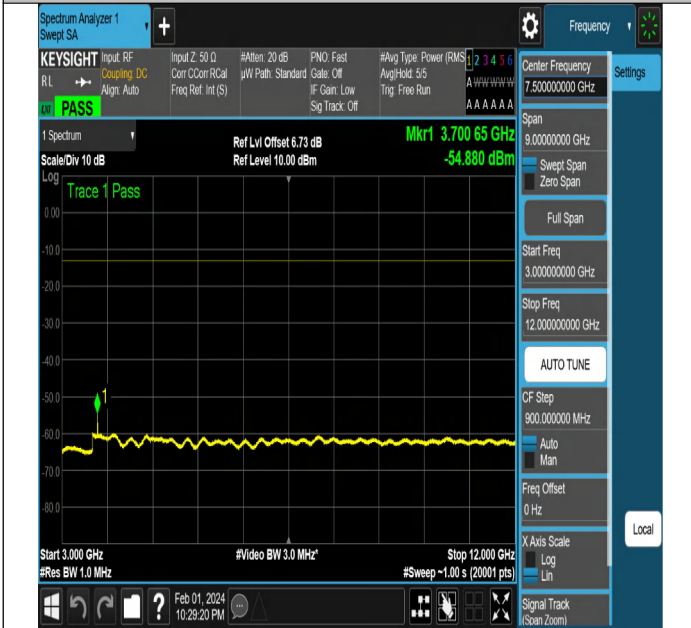 Spectrum Analyzer 1
Swept SA
+
Frequency
KEYSIGHT
RL
LXI PASS
Input: RF
Coupling: DC
Align: Auto
Input Z: 50 Ω
Corr CCorr RCal
Freq Ref: Int (S)
#Atten: 20 dB
µW Path: Standard
PNO: Fast
Gate: Off
IF Gain: Low
Sig Track: Off
#Avg Type: Power (RMS
Avg|Hold: 5/5
Trig: Free Run
1 2 3 4 5 6
A W W W W W
A A A A A A
1 Spectrum
Scale/Div 10 dB
Ref Lvl Offset 6.73 dB
Ref Level 10.00 dBm
Mkr1 3.700 65 GHz
-54.880 dBm
Log
Trace 1 Pass
0.00
-10.0
-20.0
-30.0
-40.0
-50.0
-60.0
-70.0
-80.0
1
Start 3.000 GHz
#Res BW 1.0 MHz
#Video BW 3.0 MHz*
Stop 12.000 GHz
#Sweep ~1.00 s (20001 pts)
Center Frequency
7.500000000 GHz
Settings
Span
9.00000000 GHz
Swept Span
Zero Span
Full Span
Start Freq
3.000000000 GHz
Stop Freq
12.000000000 GHz
AUTO TUNE
CF Step
900.000000 MHz
Auto
Man
Freq Offset
0 Hz
X Axis Scale
Log
Lin
Signal Track
(Span Zoom)
Local
?
Feb 01, 2024
10:29:20 PM